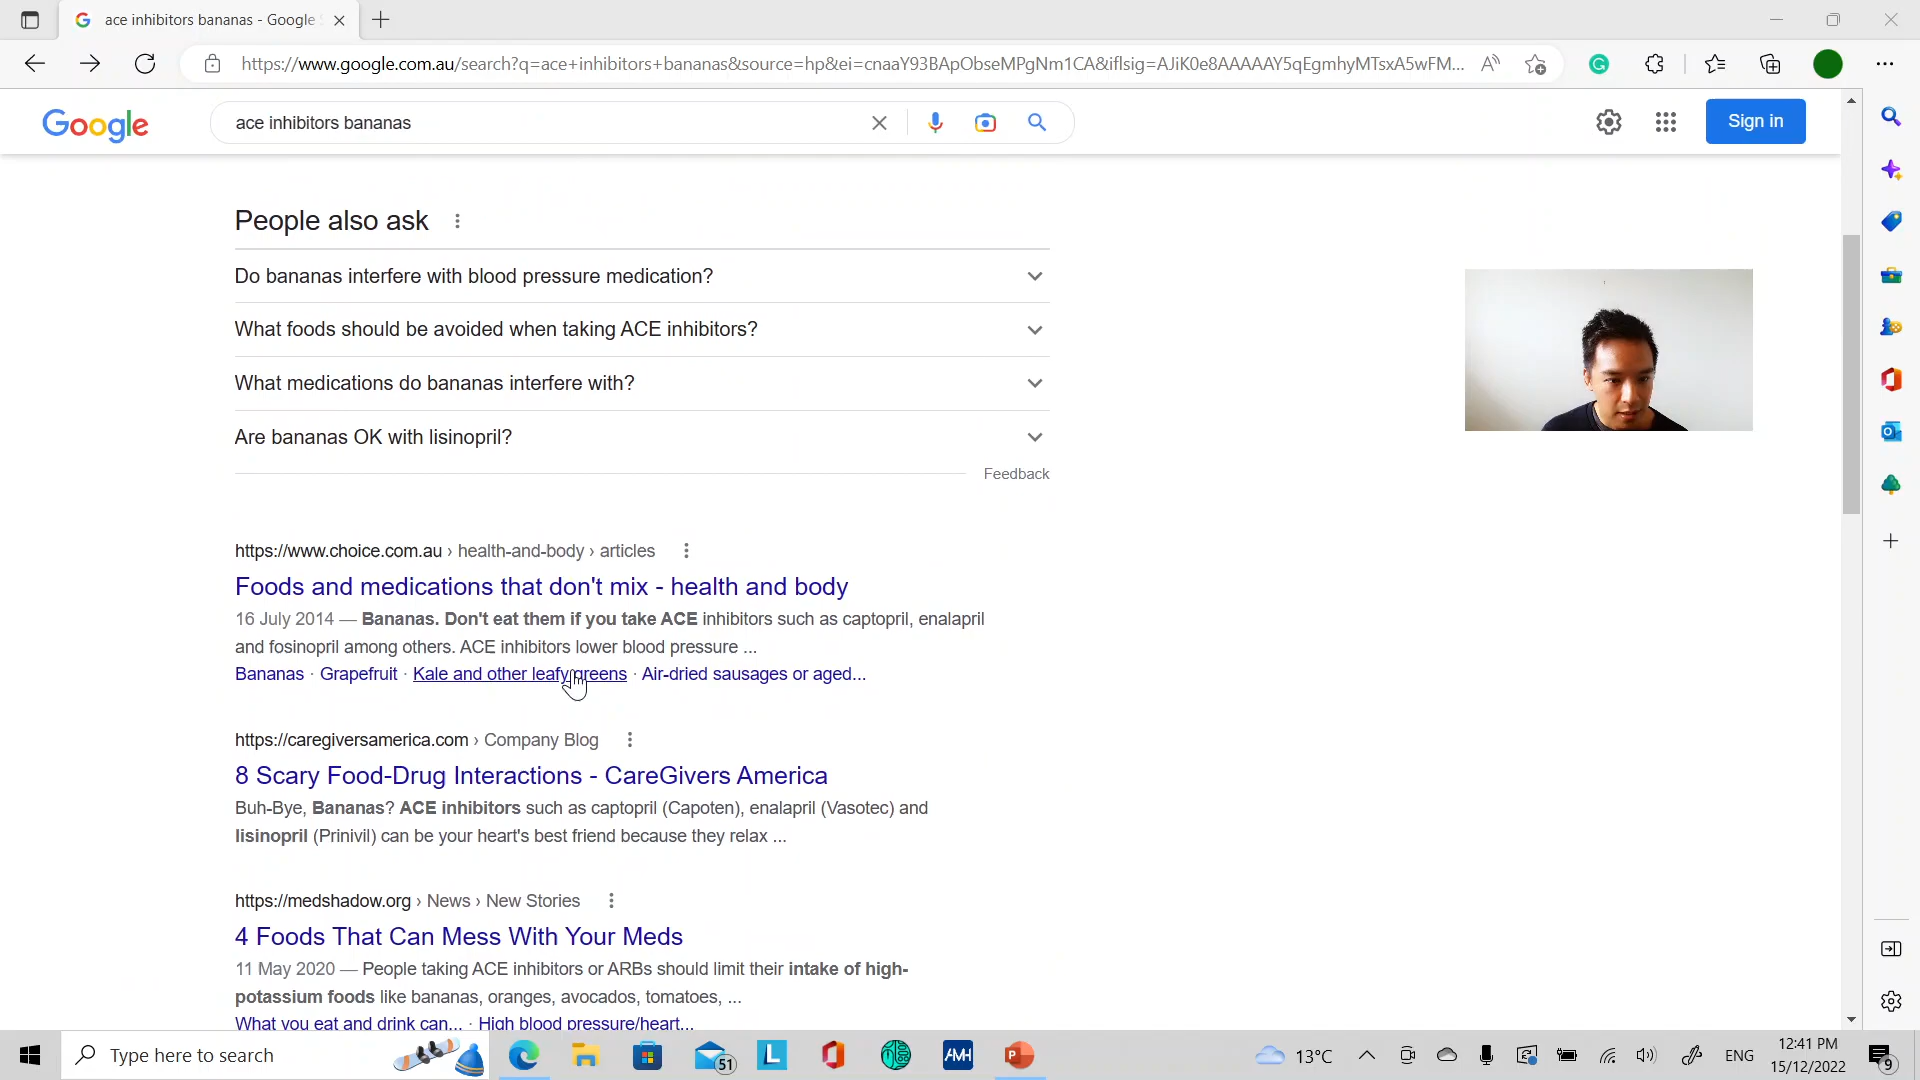 ace inhibitors bananas - Google
https://www.google.com.au/search?q=ace+inhibitors+bananas&source=hp&ei=cnaaY93BApObseMPgNm1CA&iflsig=AJiK0e8AAAAAY5qEgmhyMTsxA5wFM...
Google
ace inhibitors bananas
Sign in
People also ask
Do bananas interfere with blood pressure medication?
What foods should be avoided when taking ACE inhibitors?
What medications do bananas interfere with?
Are bananas OK with lisinopril?
Feedback
https://www.choice.com.au › health-and-body › articles
Foods and medications that don't mix - health and body
16 July 2014 — Bananas. Don't eat them if you take ACE inhibitors such as captopril, enalapril
and fosinopril among others. ACE inhibitors lower blood pressure ...
Bananas · Grapefruit · Kale and other leafy greens · Air-dried sausages or aged...
https://caregiversamerica.com › Company Blog
8 Scary Food-Drug Interactions - CareGivers America
Buh-Bye, Bananas? ACE inhibitors such as captopril (Capoten), enalapril (Vasotec) and
lisinopril (Prinivil) can be your heart's best friend because they relax ...
https://medshadow.org › News › New Stories
4 Foods That Can Mess With Your Meds
11 May 2020 — People taking ACE inhibitors or ARBs should limit their intake of high-
potassium foods like bananas, oranges, avocados, tomatoes, ...
What you eat and drink can... · High blood pressure/heart...
Type here to search
51
L
AMH
P
13°C
ENG
12:41 PM
15/12/2022
9